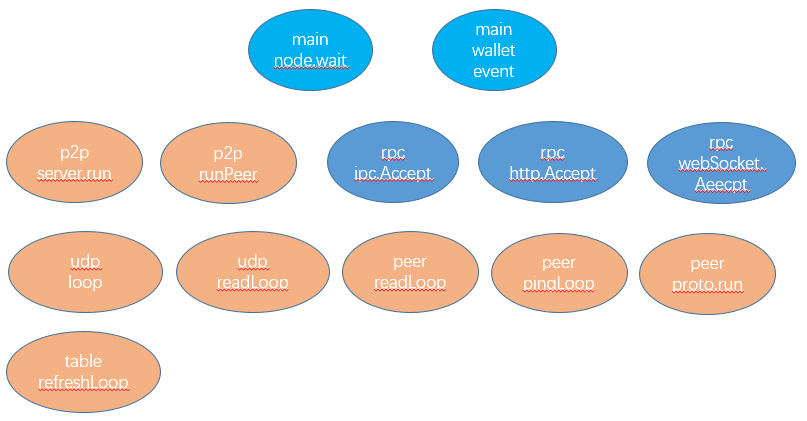 main
node.wait
main
wallet
event
p2p
server.run
p2p
runPeer
rpc
ipc.Accept
rpc
http.Accept
rpc
webSocket.
Aeecpt
udp
loop
udp
readLoop
peer
readLoop
peer
pingLoop
peer
proto.run
table
refreshLoop